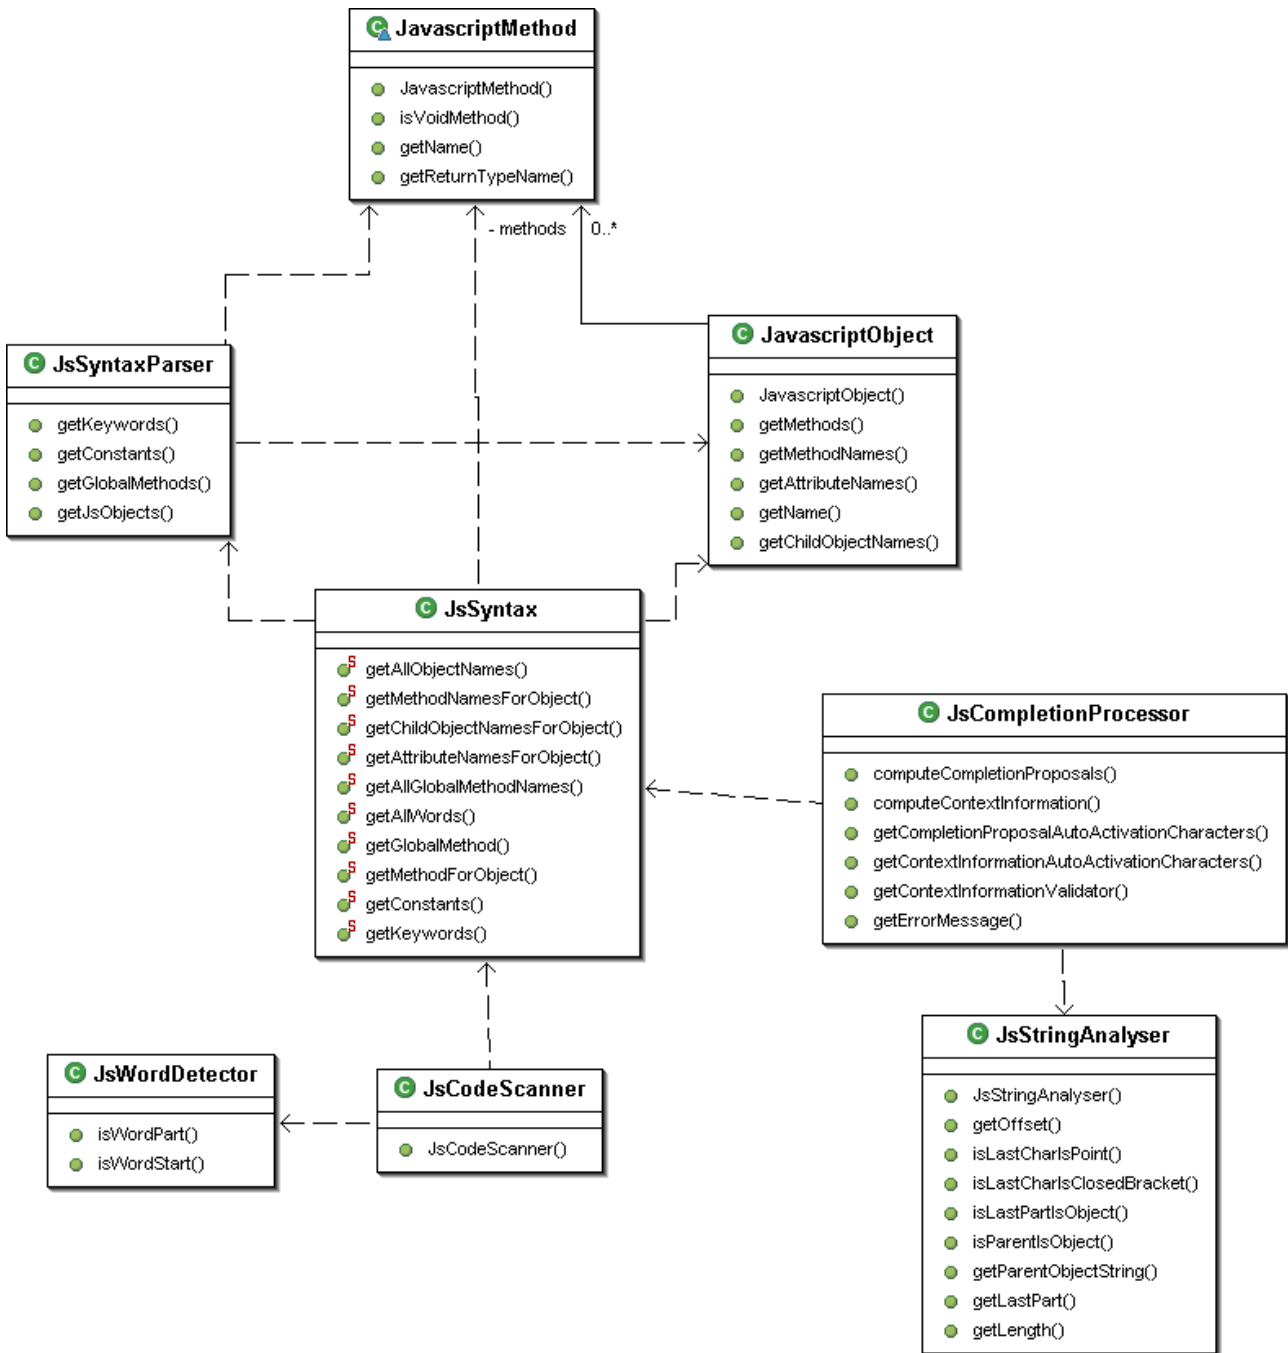 JavascriptMethod
JavascriptMethod()
isVoidMethod()
getName()
getReturnTypeName()
- methods 0..*
JsSyntaxParser
getKeywords()
getConstants()
getGlobalMethods()
getJsObjects()
JavascriptObject
JavascriptObject()
getMethods()
getMethodNames()
getAttributeNames()
getName()
getChildObjectNames()
JsSyntax
getAllObjectNames()
getMethodNamesForObject()
getChildObjectNamesForObject()
getAttributeNamesForObject()
getAllGlobalMethodNames()
getAllWords()
getGlobalMethod()
getMethodForObject()
getConstants()
getKeywords()
JsCompletionProcessor
computeCompletionProposals()
computeContextInformation()
getCompletionProposalAutoActivationCharacters()
getContextInformationAutoActivationCharacters()
getContextInformationValidator()
getErrorMessage()
JsWordDetector
isWordPart()
isWordStart()
JsCodeScanner
JsCodeScanner()
JsStringAnalyser
JsStringAnalyser()
getOffset()
isLastCharIsPoint()
isLastCharIsClosedBracket()
isLastPartIsObject()
isParentIsObject()
getParentObjectString()
getLastPart()
getLength()